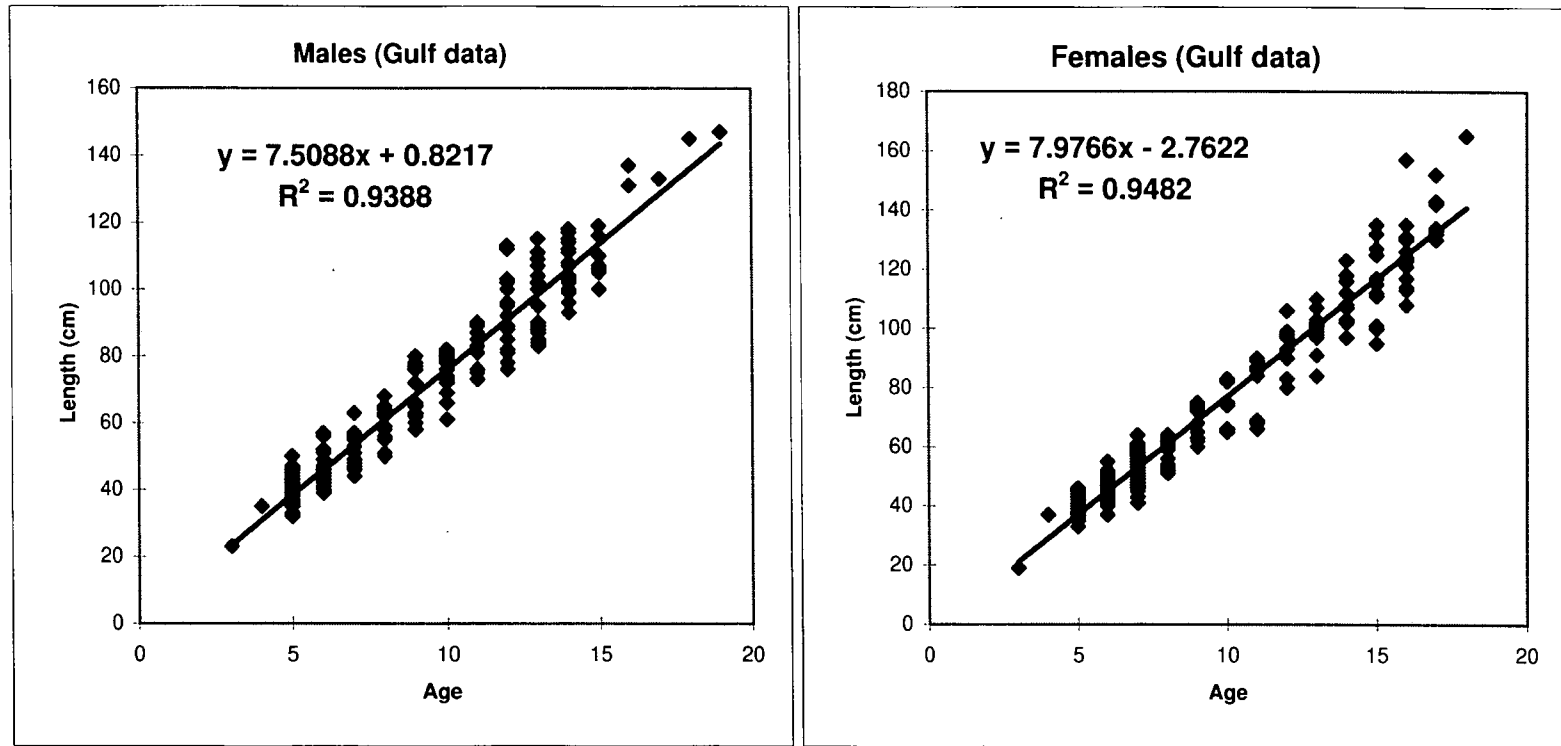 Males (Gulf data)
160
140
120
100
80
60
40
20
0
y = 7.5088x + 0.8217
R² = 0.9388
Length (cm)
0 5 10 15 20
Age
Females (Gulf data)
180
160
140
120
100
80
60
40
20
0
y = 7.9766x - 2.7622
R² = 0.9482
Length (cm)
0 5 10 15 20
Age